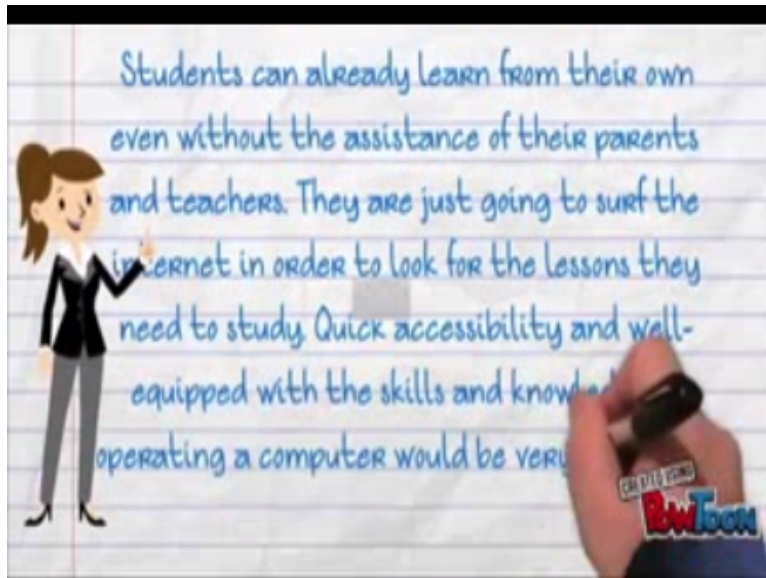 Students can already learn from their own
even without the assistance of their parents
and teachers. They are just going to surf the
internet in order to look for the lessons they
need to study. Quick accessibility and well-
equipped with the skills and
operating a computer would be very
CREATED USING
POWTOON